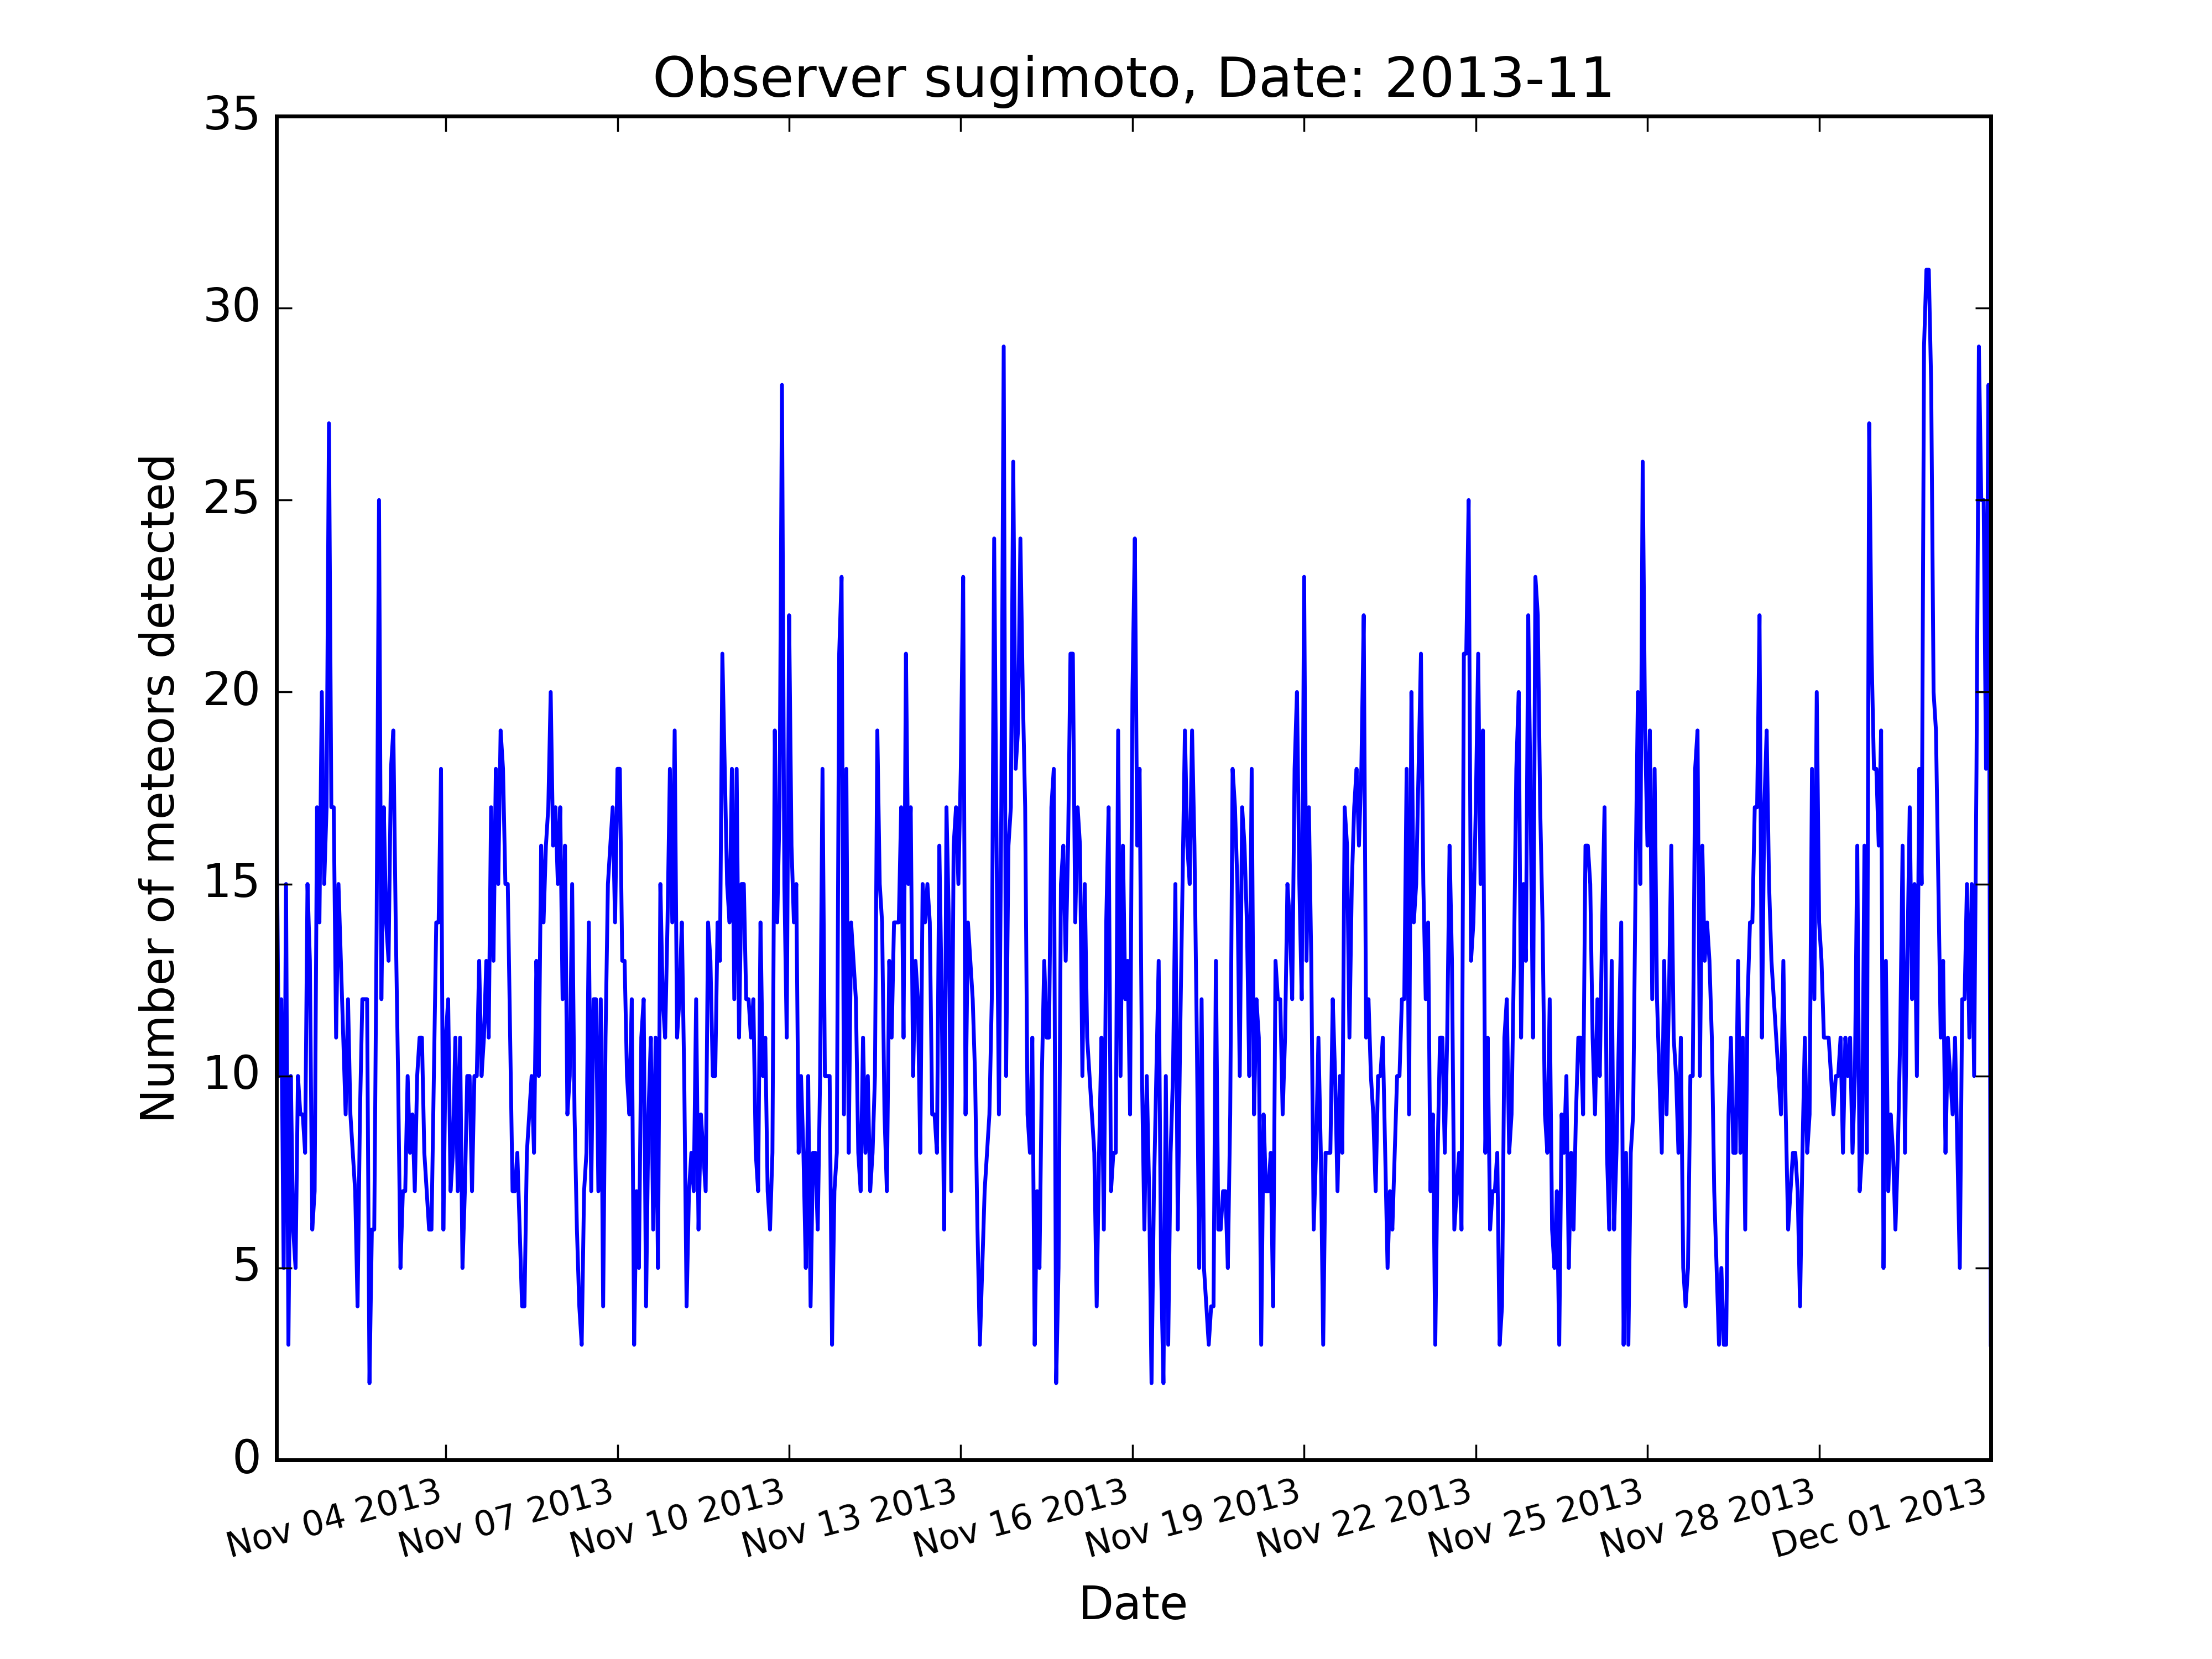 Observer sugimoto, Date: 2013-11
35
30
25
20
15
10
5
0
Number of meteors detected
Nov 04 2013
Nov 07 2013
Nov 10 2013
Nov 13 2013
Nov 16 2013
Nov 19 2013
Nov 22 2013
Nov 25 2013
Nov 28 2013
Dec 01 2013
Date